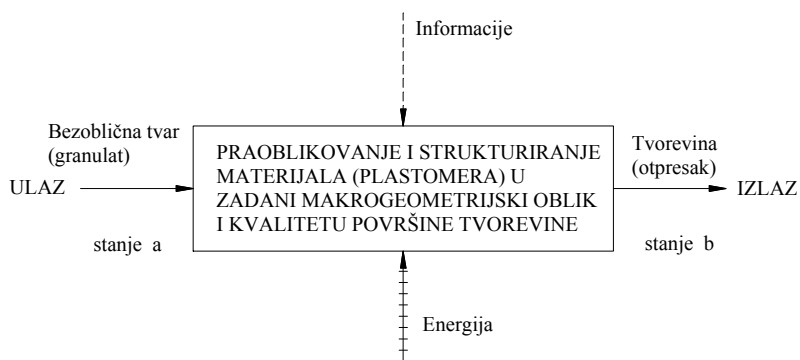 Informacije
Bezoblična tvar
(granulat)
ULAZ
stanje a
PRAOBLIKOVANJE I STRUKTURIRANJE
MATERIJALA (PLASTOMERA) U
ZADANI MAKROGEOMETRIJSKI OBLIK
I KVALITETU POVRŠINE TVOREVINE
Tvorevina
(otpresak)
IZLAZ
stanje b
Energija